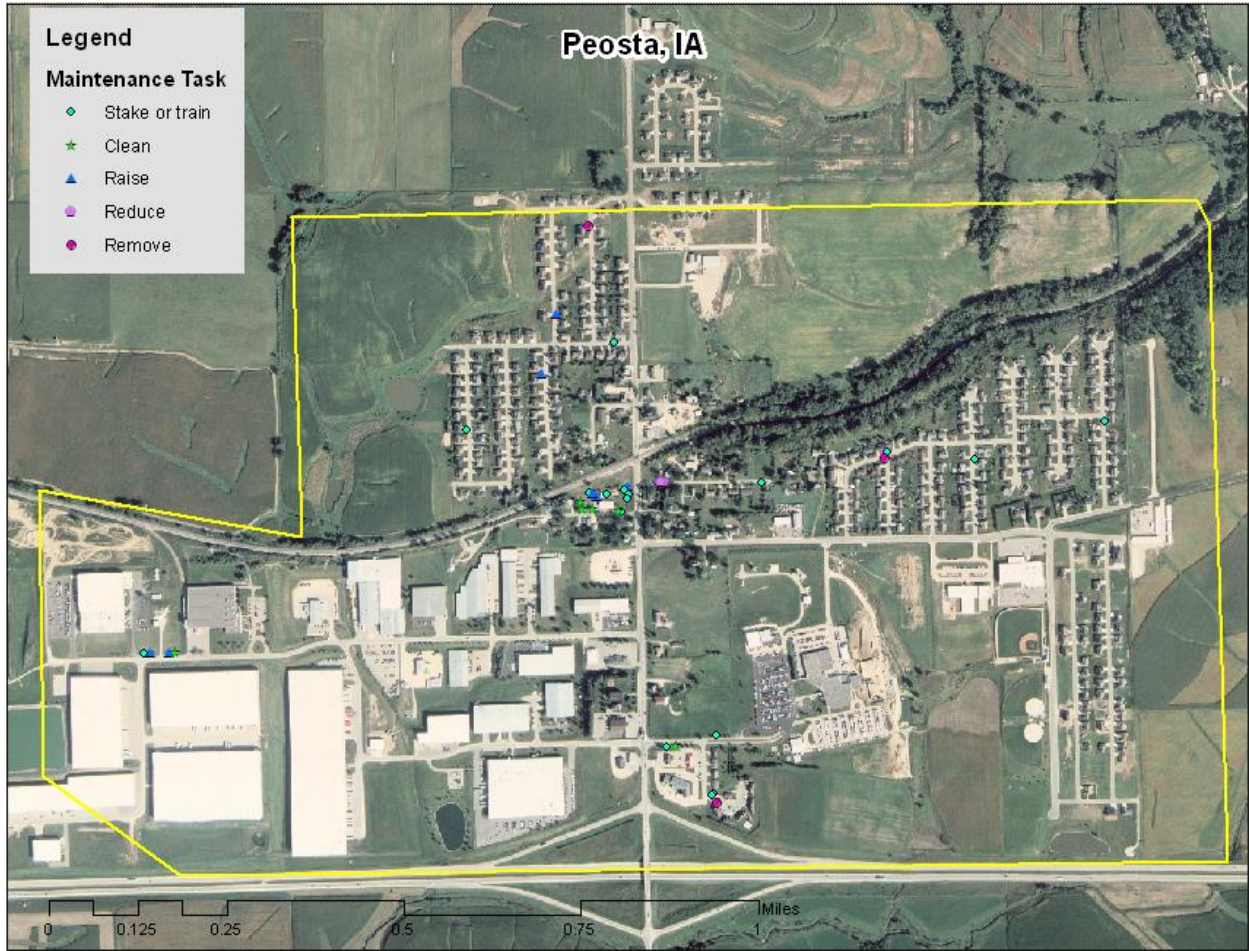 Legend
Peosta, IA
Maintenance Task
Stake or train
Clean
Raise
Reduce
Remove
Miles
0 0.125 0.25 0.5 0.75 1